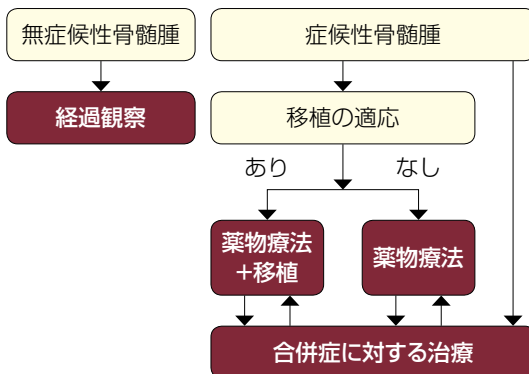 無症候性骨髄腫
症候性骨髄腫
経過観察
移植の適応
あり
なし
薬物療法
+移植
薬物療法
合併症に対する治療